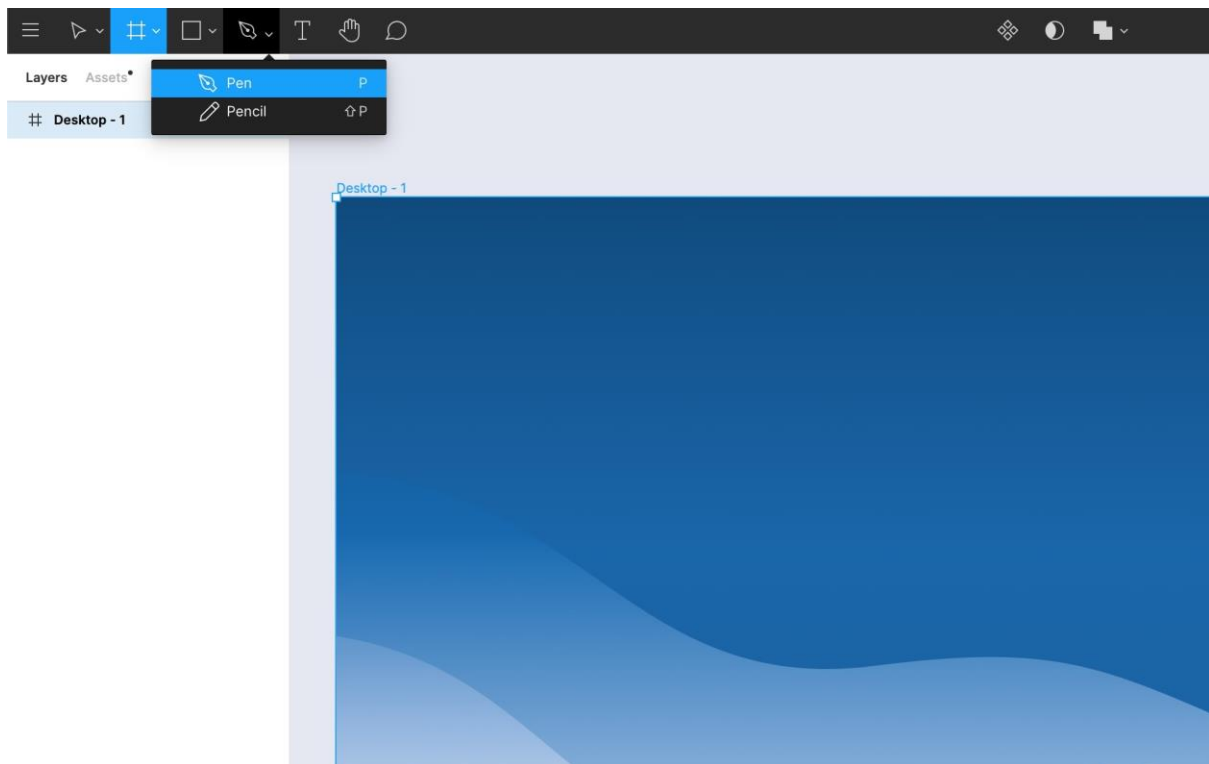 Layers Assets
Pen P
Pencil ⇧P
Desktop - 1
Desktop - 1